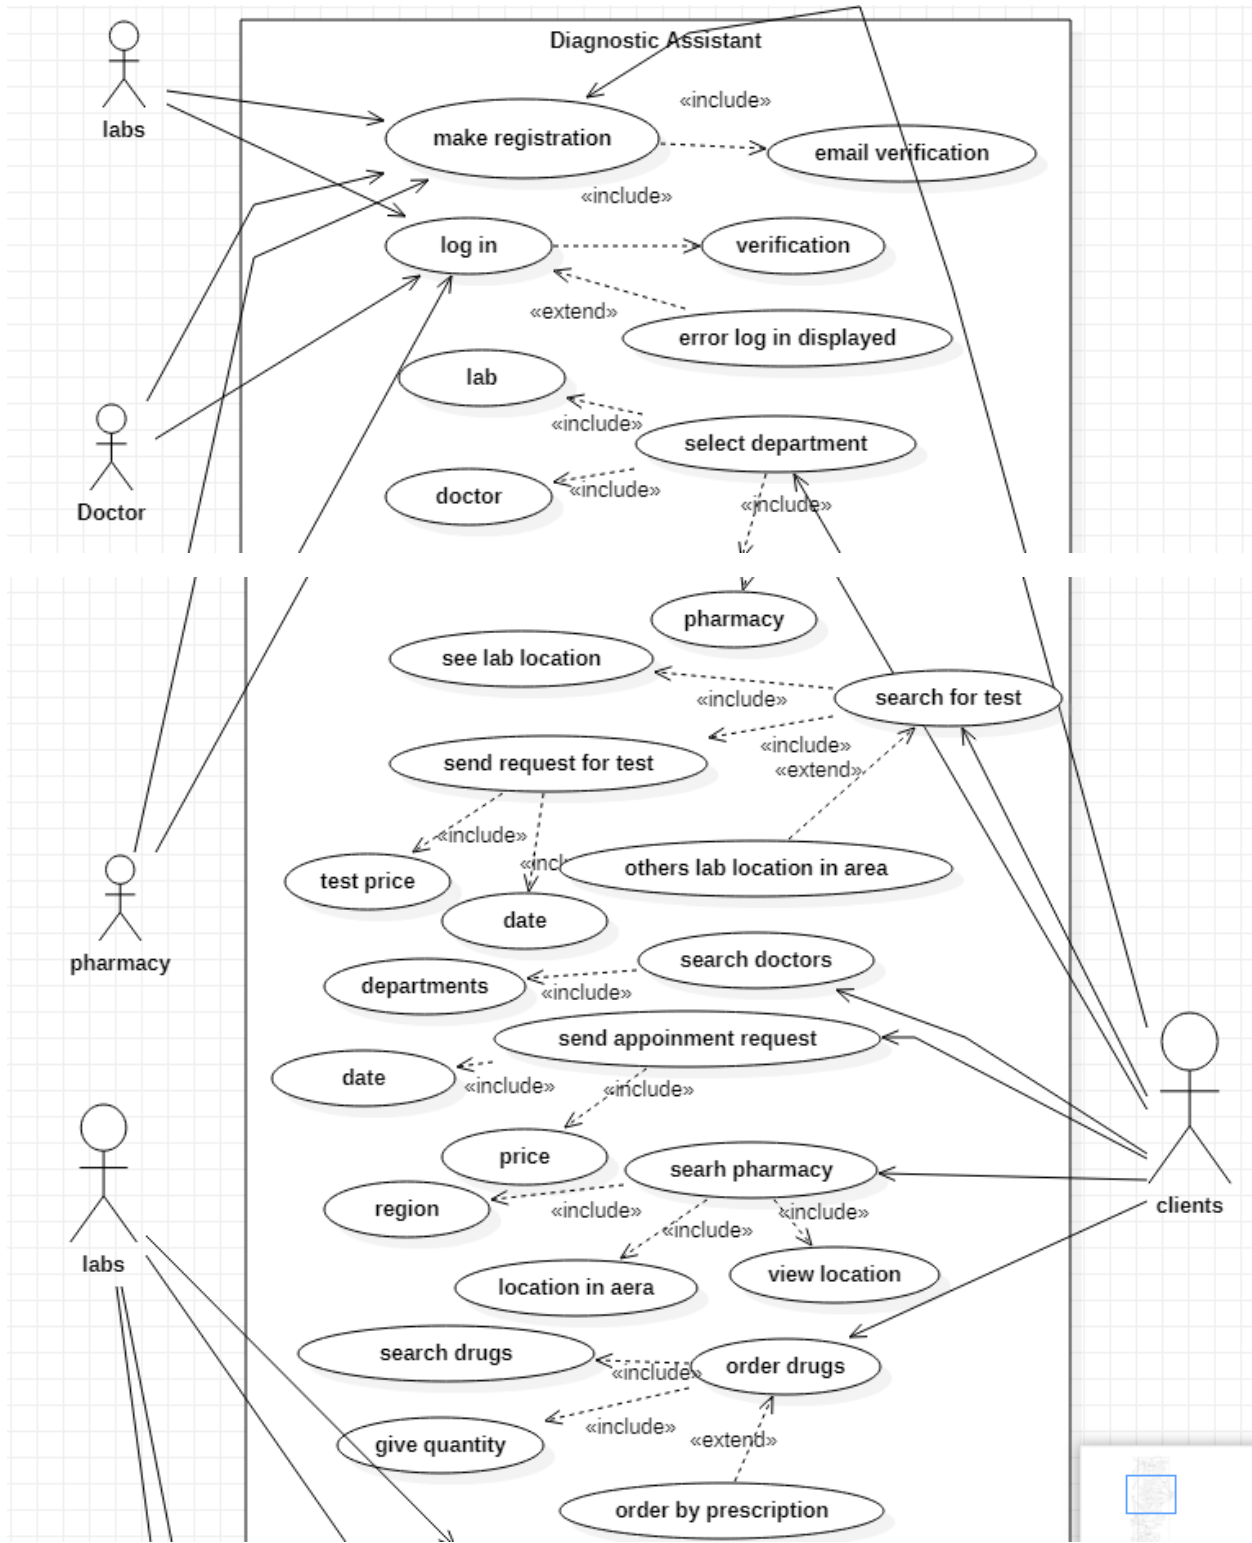 Diagnostic Assistant
labs
«include»
make registration
email verification
«include»
log in
verification
«extend»
error log in displayed
lab
«include»
select department
doctor
«include»
«include»
Doctor
pharmacy
see lab location
«include»
search for test
«include»
send request for test
«extend»
«include»
«incl
others lab location in area
test price
date
pharmacy
search doctors
departments
«include»
send appoinment request
date
«include»
«include»
price
searh pharmacy
region
«include»
«include»
«include»
clients
labs
location in aera
view location
search drugs
«include»
order drugs
«include»
give quantity
«extend»
order by prescription